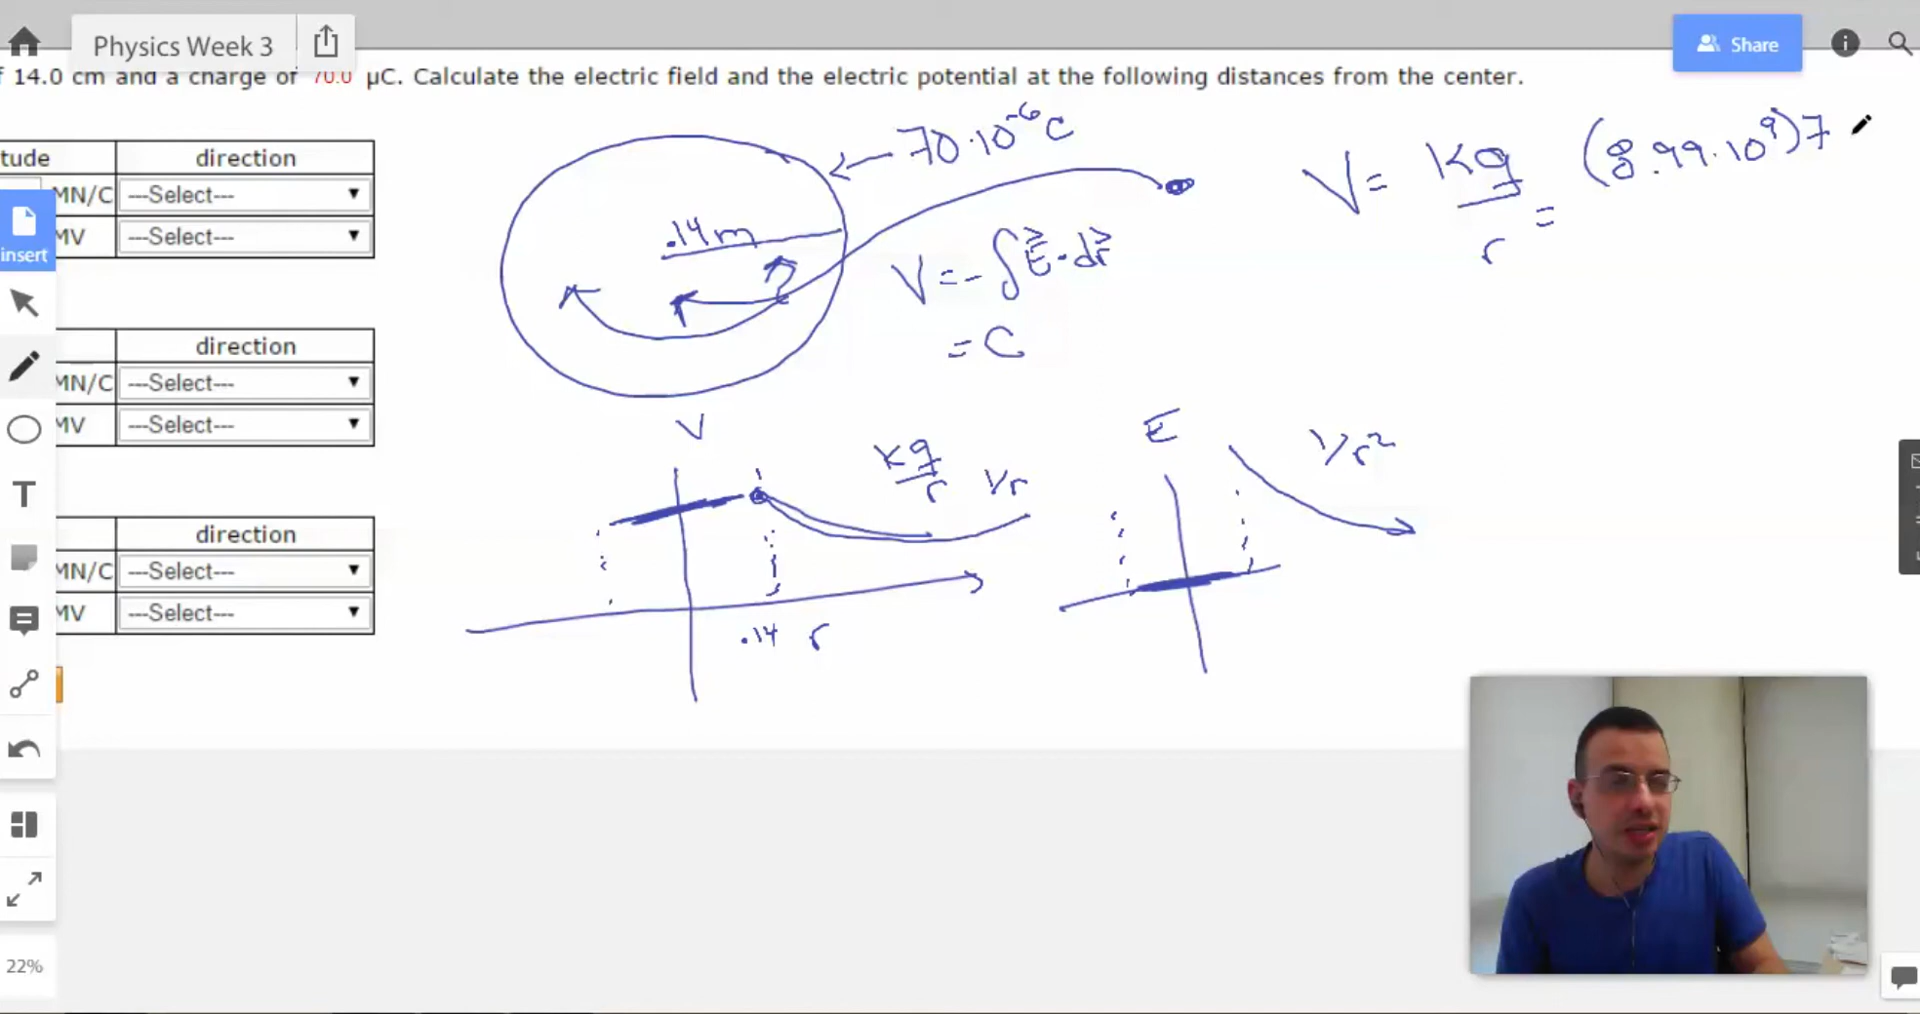 Physics Week 3
Share
f 14.0 cm and a charge of 70.0 µC. Calculate the electric field and the electric potential at the following distances from the center.
tude direction
MN/C ---Select---
MV ---Select---
direction
MN/C ---Select---
MV ---Select---
direction
MN/C ---Select---
MV ---Select---
insert
T
22%
70·10⁻⁶ C
.14 m
V = -∫E⃗·dr⃗
= C
V = kq/r = (8.99·10⁹)7
V
kq/r 1/r
.14 r
E
1/r²